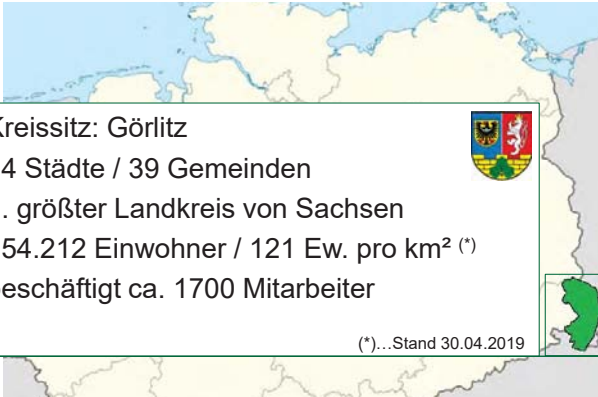 Kreissitz: Görlitz
4 Städte / 39 Gemeinden
. größter Landkreis von Sachsen
54.212 Einwohner / 121 Ew. pro km² (*)
beschäftigt ca. 1700 Mitarbeiter
(*)…Stand 30.04.2019